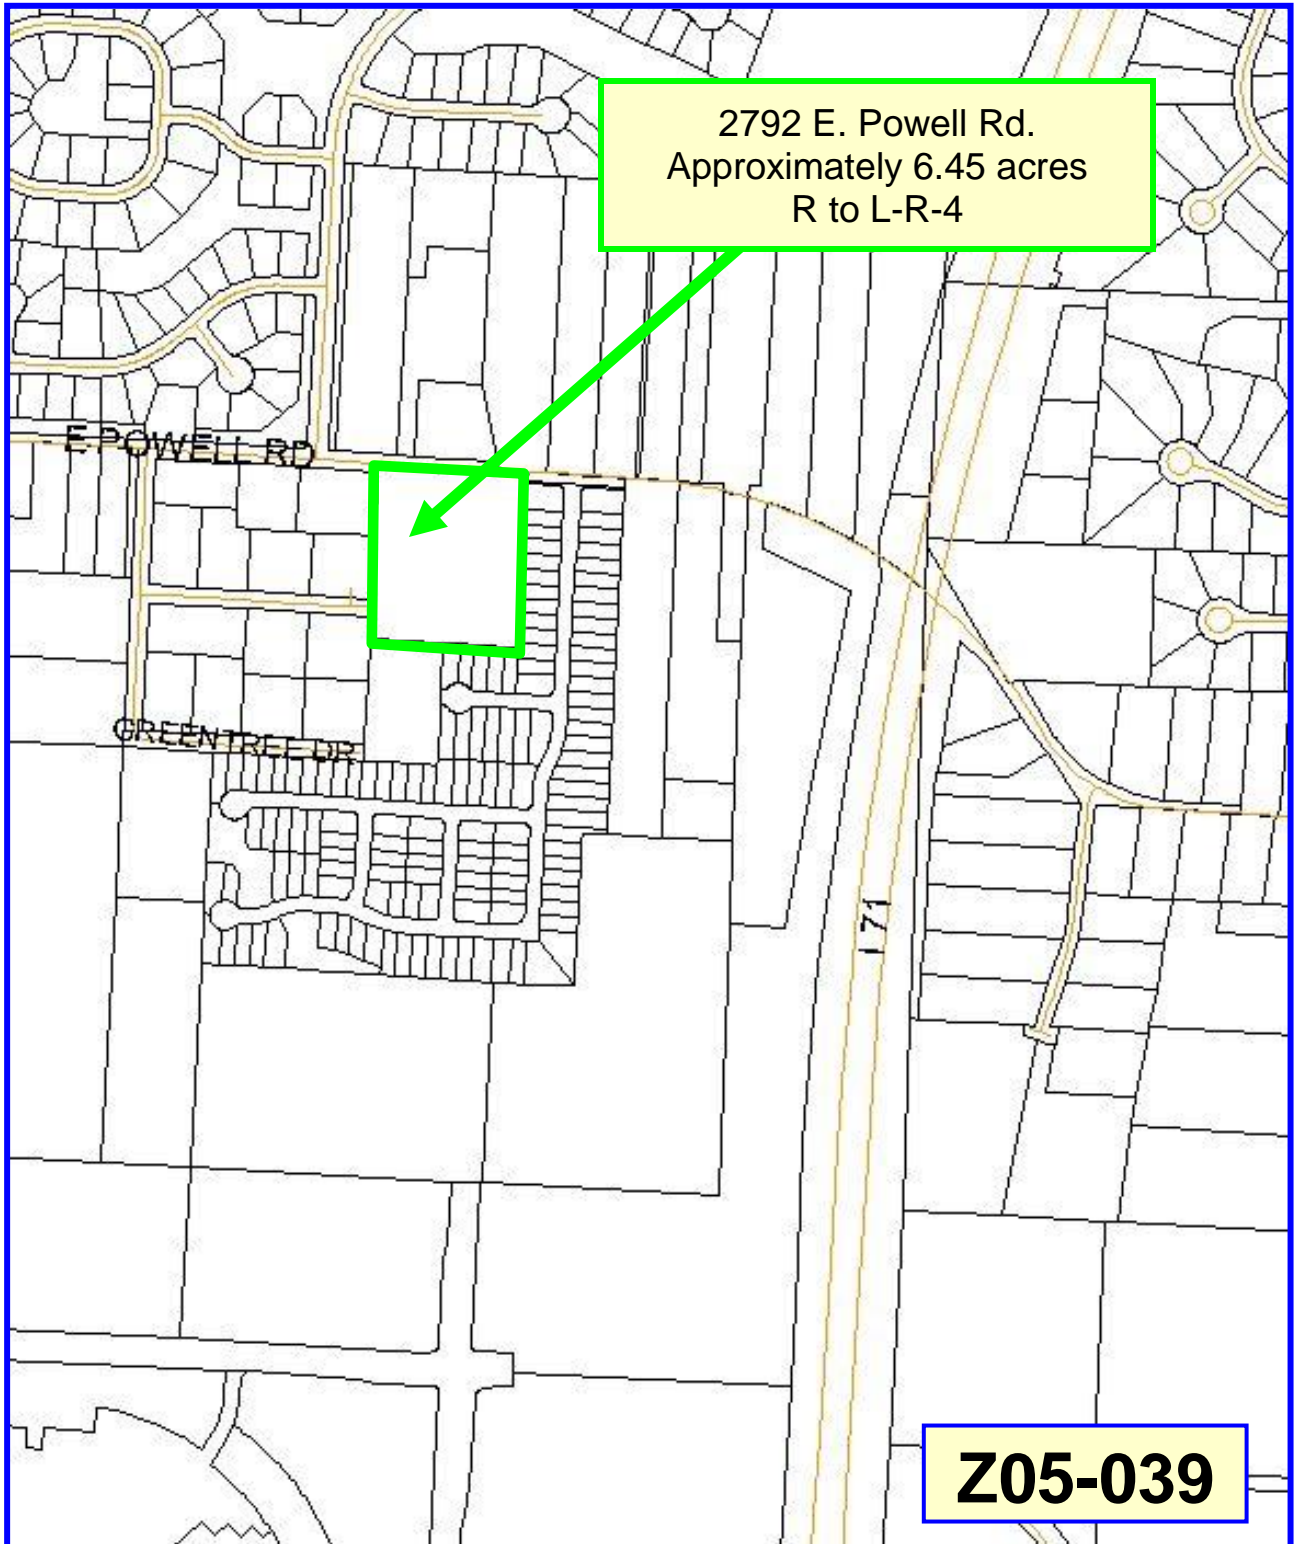 2792 E. Powell Rd.
Approximately 6.45 acres
R to L-R-4
E POWELL RD
GREENTREE DR
I 71
Z05-039